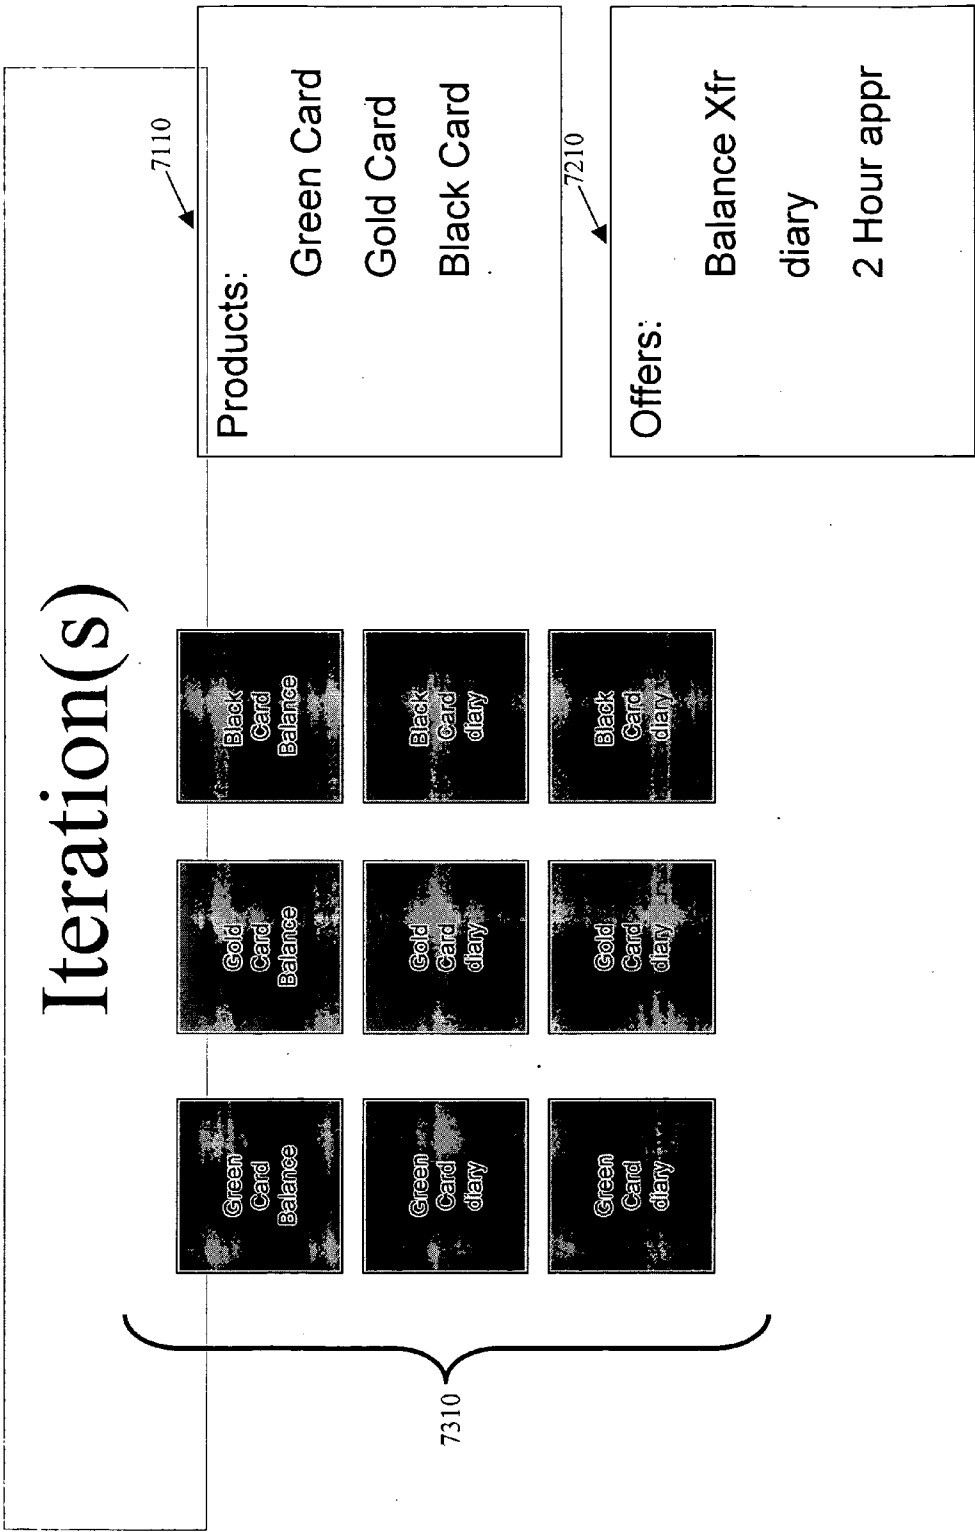 Iteration(s)
7310
Green
Card
Balance
Gold
Card
Balance
Black
Card
Balance
Green
Card
diary
Gold
Card
diary
Black
Card
diary
Green
Card
diary
Gold
Card
diary
Black
Card
diary
7110
Products:
Green Card
Gold Card
Black Card
7210
Offers:
Balance Xfr
diary
2 Hour appr